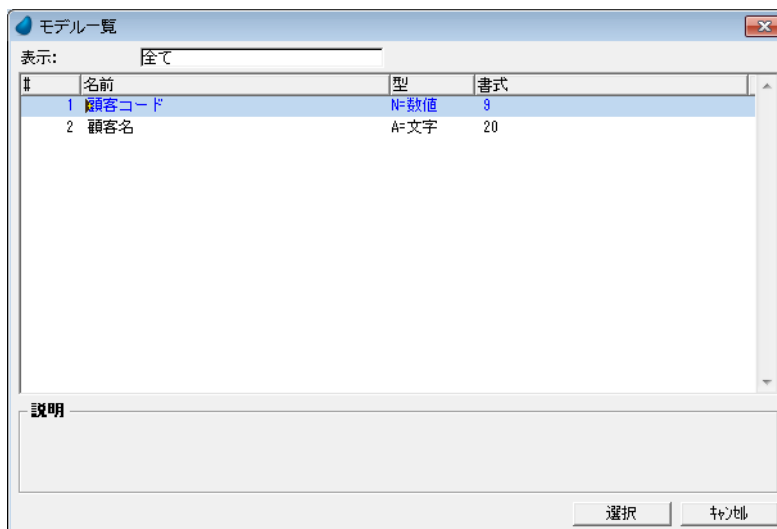 モデル一覧
表示: 全て
# 名前 型 書式
1 顧客コード N=数値 9
2 顧客名 A=文字 20
説明
選択 ｷｬﾝｾﾙ